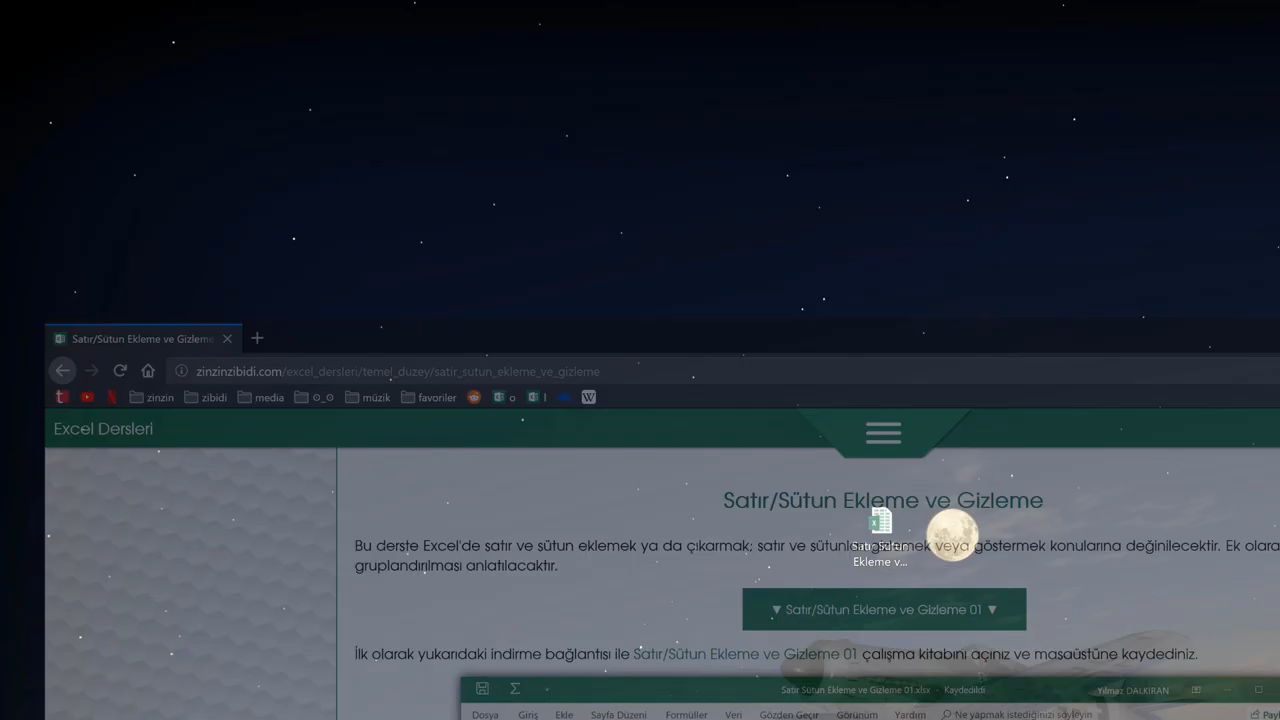 Satır/Sütun Ekleme ve Gizleme
zinzinzibidi.com/excel_dersleri/temel_duzey/satir_sutun_ekleme_ve_gizleme
zinzin zibidi media ʘ_ʘ müzik favoriler o l W
Excel Dersleri
Satır/Sütun Ekleme ve Gizleme
Bu derste Excel'de satır ve sütun eklemek ya da çıkarmak; satır ve sütunları gizlemek veya göstermek konularına değinilecektir. Ek olara
gruplandırılması anlatılacaktır.
Satır Sütun
Ekleme v...
▼ Satır/Sütun Ekleme ve Gizleme 01 ▼
İlk olarak yukarıdaki indirme bağlantısı ile Satır/Sütun Ekleme ve Gizleme 01 çalışma kitabını açınız ve masaüstüne kaydediniz.
Satır Sütun Ekleme ve Gizleme 01.xlsx - Kaydedildi Yılmaz DALKIRAN
Dosya Giriş Ekle Sayfa Düzeni Formüller Veri Gözden Geçir Görünüm Yardım Ne yapmak istediğinizi söyleyin Payl